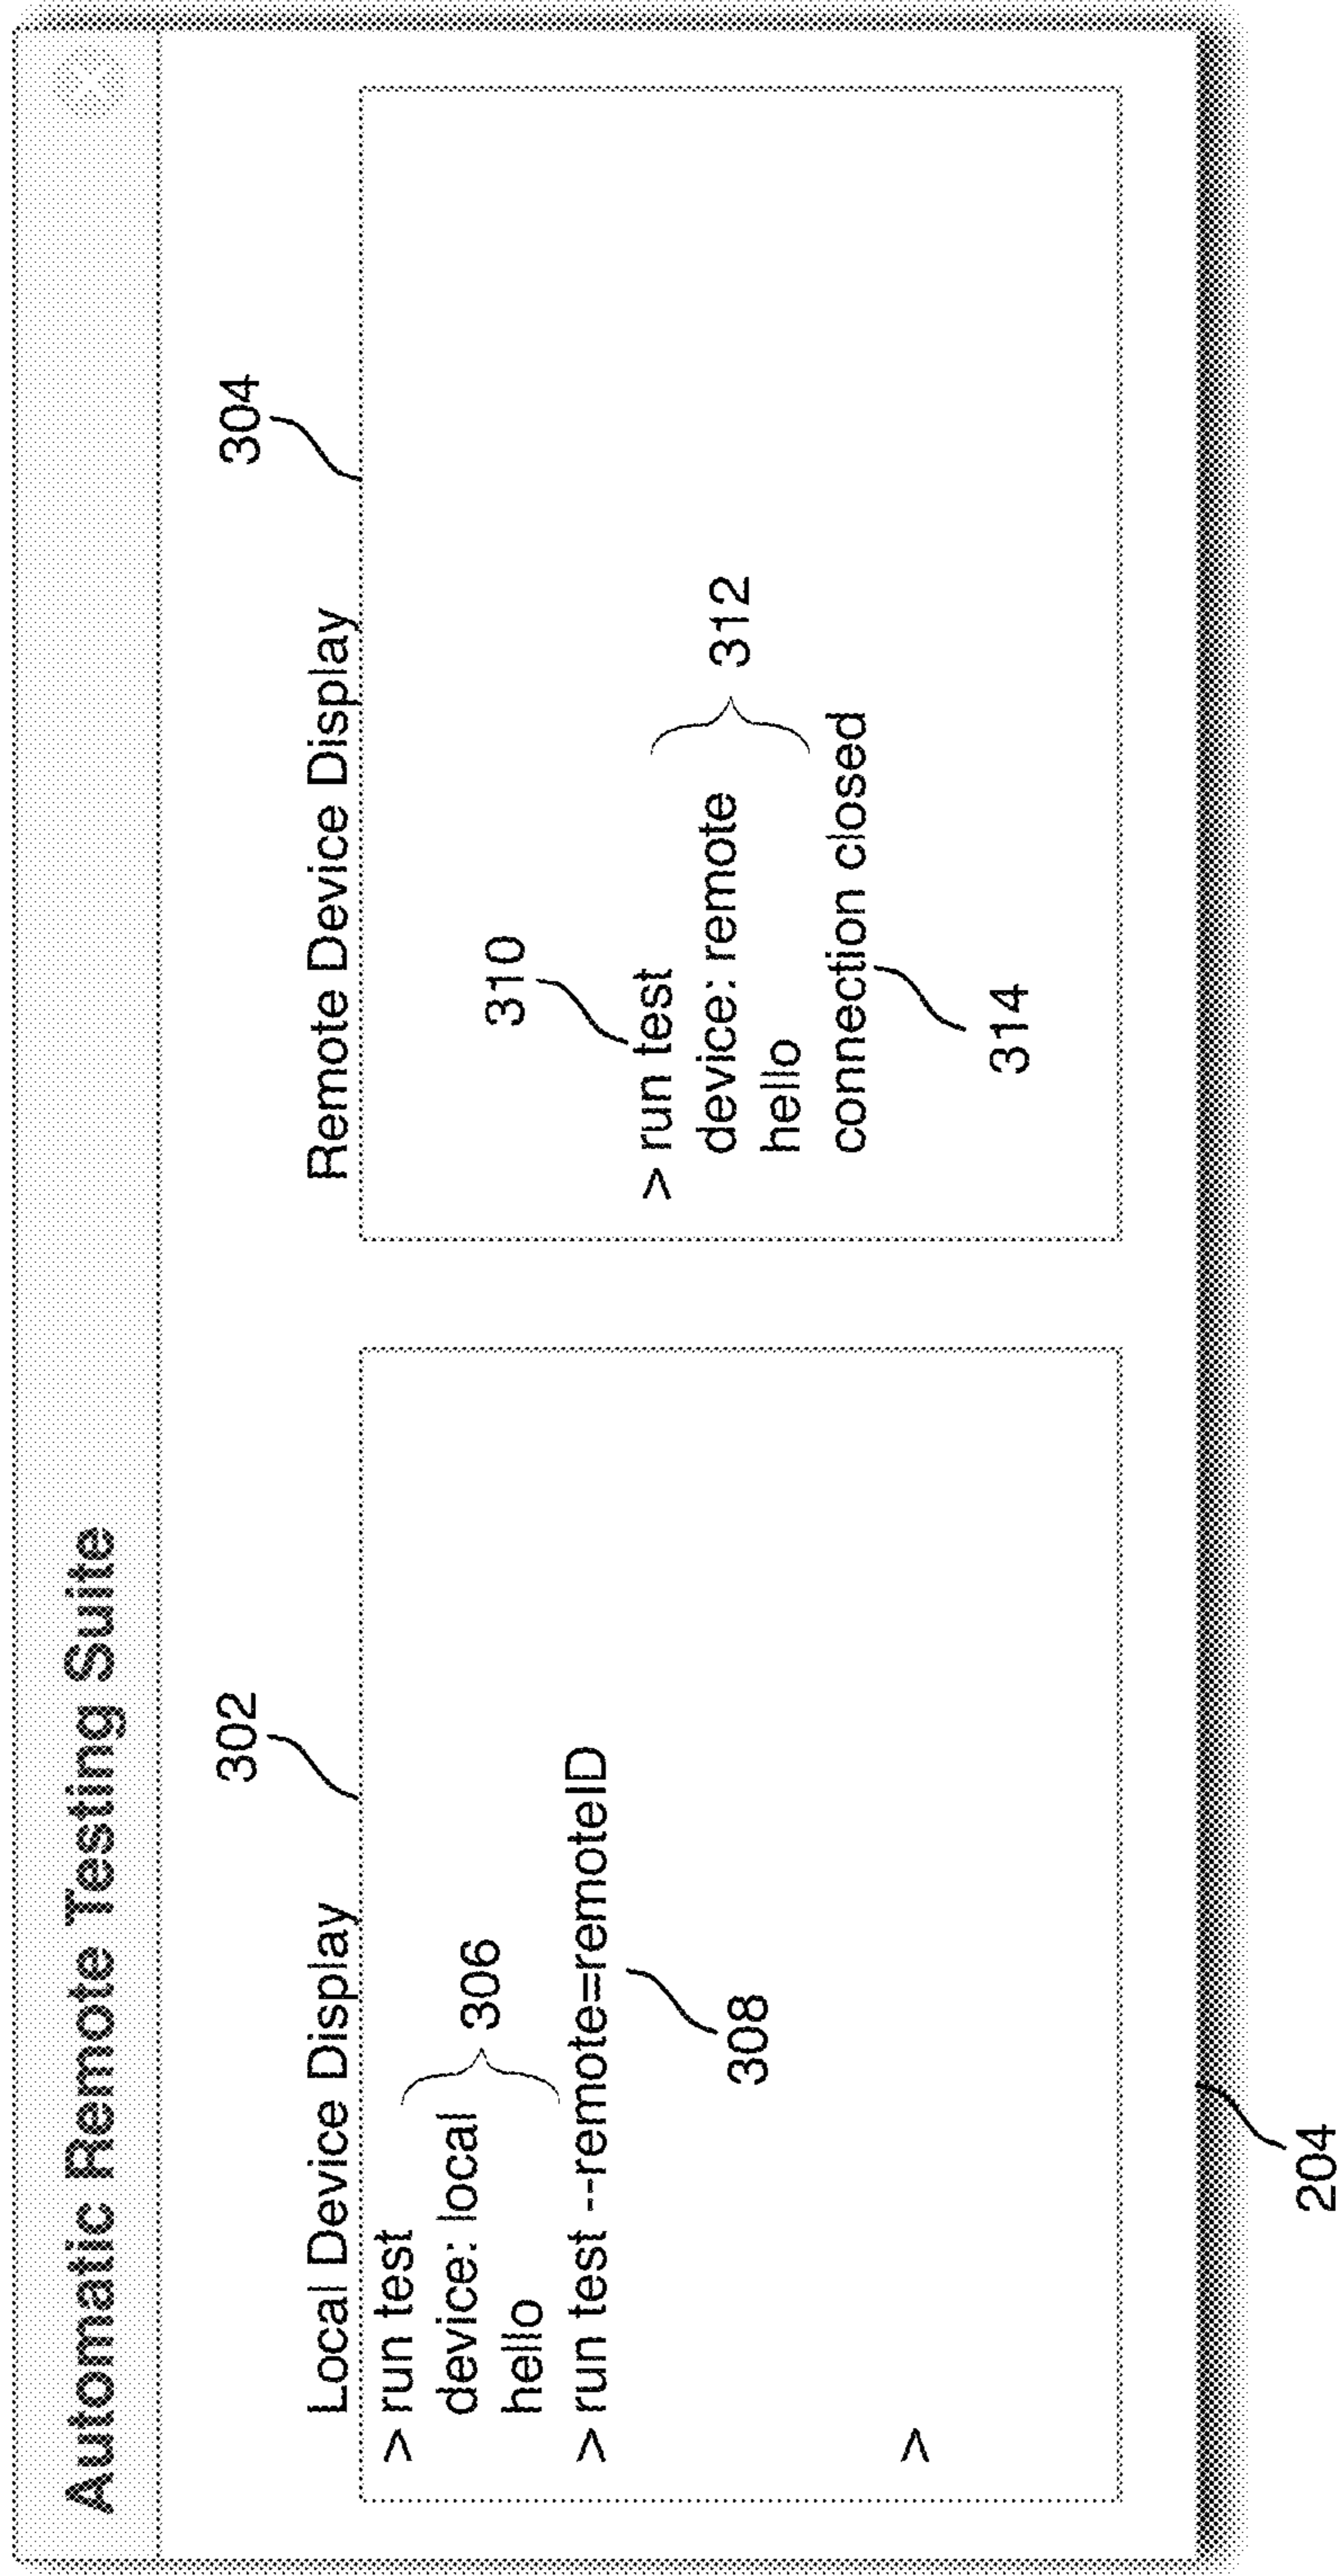 Automatic Remote Testing Suite
302
Local Device Display
> run test
device: local
hello
306
> run test --remote=remoteID
308
>
304
Remote Device Display
310
> run test
device: remote
hello
312
connection closed
314
204